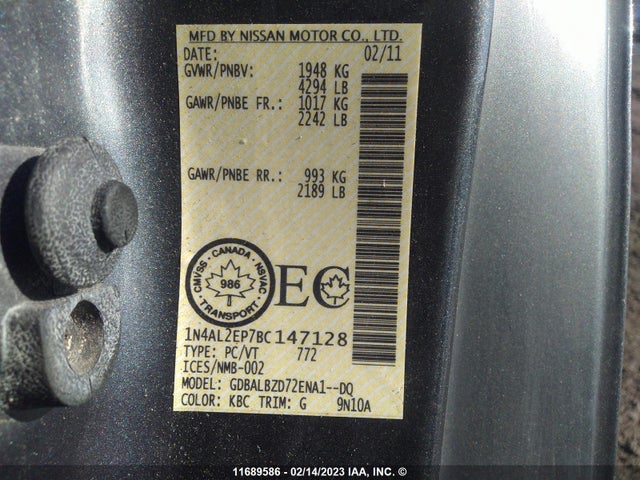 MFD BY NISSAN MOTOR CO., LTD.
DATE: 02/11
GVWR/PNBV: 1948 KG
4294 LB
GAWR/PNBE FR.: 1017 KG
2242 LB
GAWR/PNBE RR.: 993 KG
2189 LB
CMVSS · CANADA · NSVAC
986
TRANSPORT
EC
1N4AL2EP7BC147128
TYPE: PC/VT 772
ICES/NMB-002
MODEL: GDBALBZD72ENA1--DQ
COLOR: KBC TRIM: G 9N10A
11689586 - 02/14/2023 IAA, INC. ©